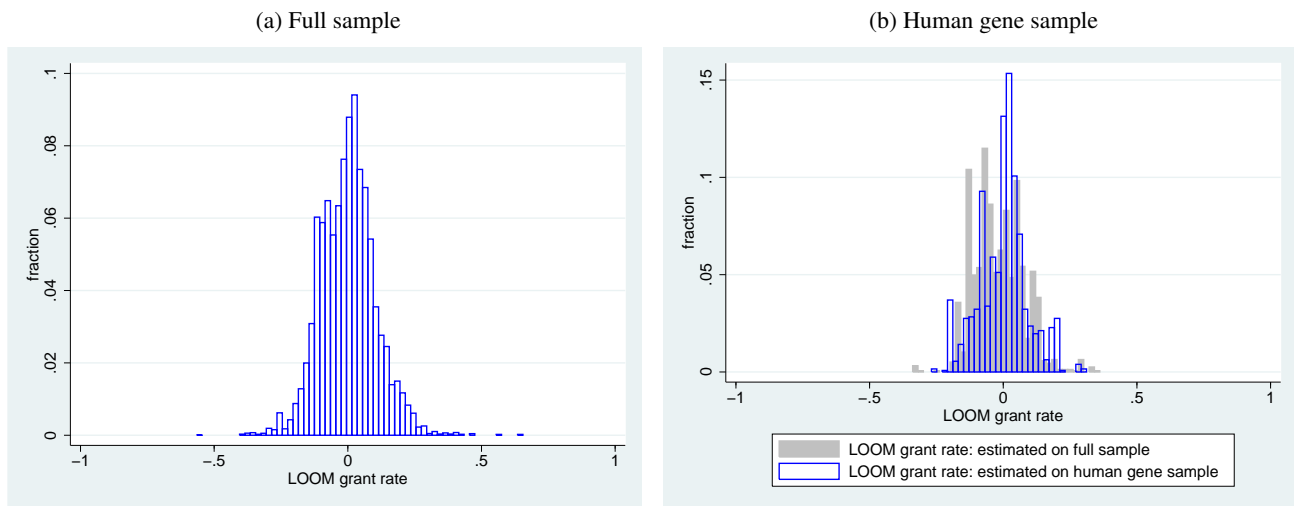 (a) Full sample
.1
.08
.06
.04
.02
0
fraction
−1
−.5
0
.5
1
LOOM grant rate
(b) Human gene sample
.15
.1
.05
0
fraction
−1
−.5
0
.5
1
LOOM grant rate
LOOM grant rate: estimated on full sample
LOOM grant rate: estimated on human gene sample